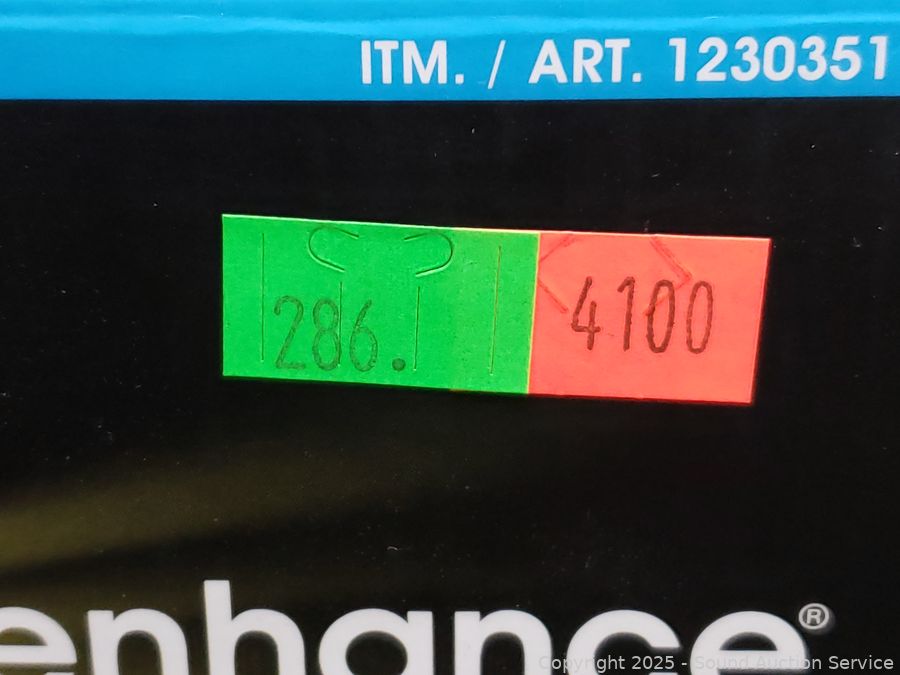 ITM. / ART. 1230351
286.
4100
enhance®
Copyright 2025 - Sound Auction Service